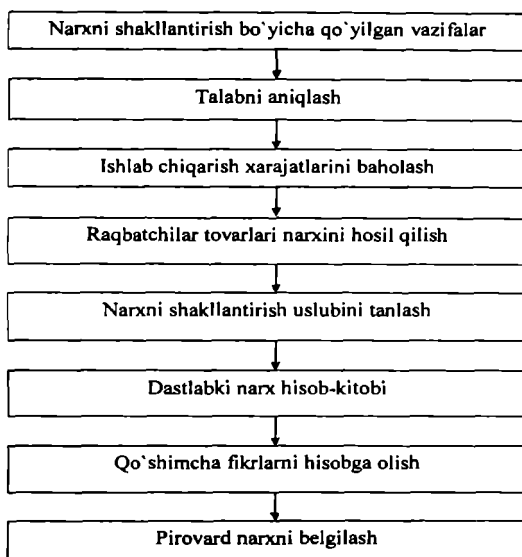 Narxni shakllantirish bo`yicha qo`yilgan vazifalar
Talabni aniqlash
Ishlab chiqarish xarajatlarini baholash
Raqbatchilar tovarlari narxini hosil qilish
Narxni shakllantirish uslubini tanlash
Dastlabki narx hisob-kitobi
Qo`shimcha fikrlarni hisobga olish
Pirovard narxni belgilash